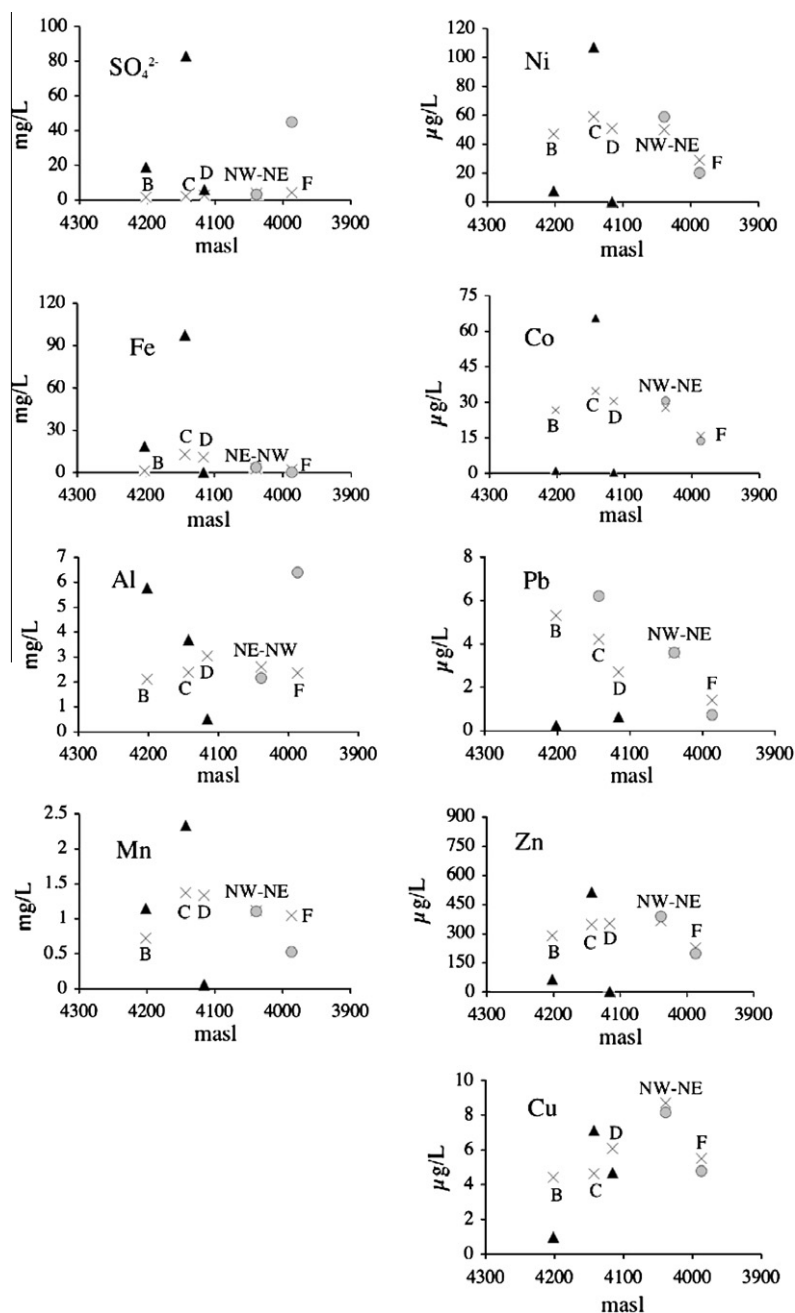 100
80
60
40
20
0
mg/L
SO₄²⁻
B
C
D
NW-NE
F
4300 4200 4100 4000 3900
masl
120
100
80
60
40
20
0
µg/L
Ni
B
C
D
NW-NE
F
4300 4200 4100 4000 3900
masl
120
90
60
30
0
mg/L
Fe
B
C
D
NE-NW
F
4300 4200 4100 4000 3900
masl
75
60
45
30
15
0
µg/L
Co
B
C
D
NW-NE
F
4300 4200 4100 4000 3900
masl
7
6
5
4
3
2
1
0
mg/L
Al
B
C
D
NE-NW
F
4300 4200 4100 4000 3900
masl
8
6
4
2
0
µg/L
Pb
B
C
D
NW-NE
F
4300 4200 4100 4000 3900
masl
2.5
2
1.5
1
0.5
0
mg/L
Mn
B
C
D
NW-NE
F
4300 4200 4100 4000 3900
masl
900
750
600
450
300
150
0
µg/L
Zn
B
C
D
NW-NE
F
4300 4200 4100 4000 3900
masl
10
8
6
4
2
0
µg/L
Cu
B
C
D
NW-NE
F
4300 4200 4100 4000 3900
masl